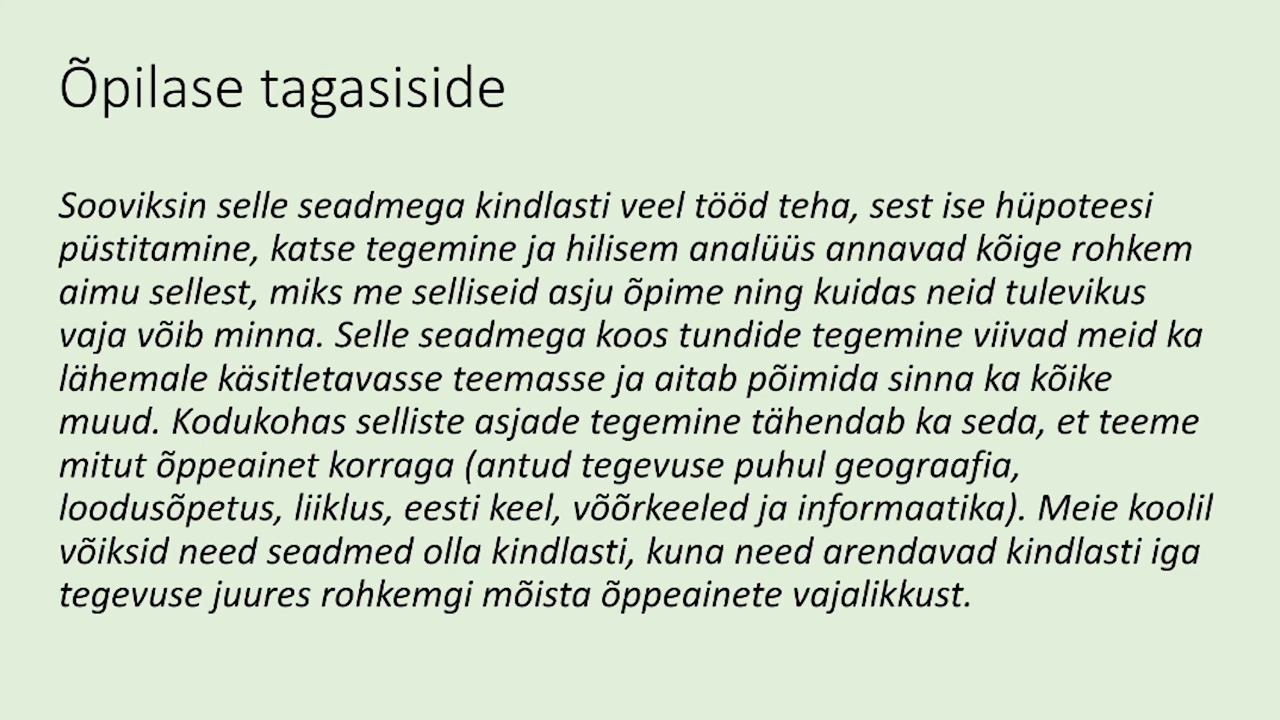 Õpilase tagasiside
Sooviksin selle seadmega kindlasti veel tööd teha, sest ise hüpoteesi
püstitamine, katse tegemine ja hilisem analüüs annavad kõige rohkem
aimu sellest, miks me selliseid asju õpime ning kuidas neid tulevikus
vaja võib minna. Selle seadmega koos tundide tegemine viivad meid ka
lähemale käsitletavasse teemasse ja aitab põimida sinna ka kõike
muud. Kodukohas selliste asjade tegemine tähendab ka seda, et teeme
mitut õppeainet korraga (antud tegevuse puhul geograafia,
loodusõpetus, liiklus, eesti keel, võõrkeeled ja informaatika). Meie koolil
võiksid need seadmed olla kindlasti, kuna need arendavad kindlasti iga
tegevuse juures rohkemgi mõista õppeainete vajalikkust.